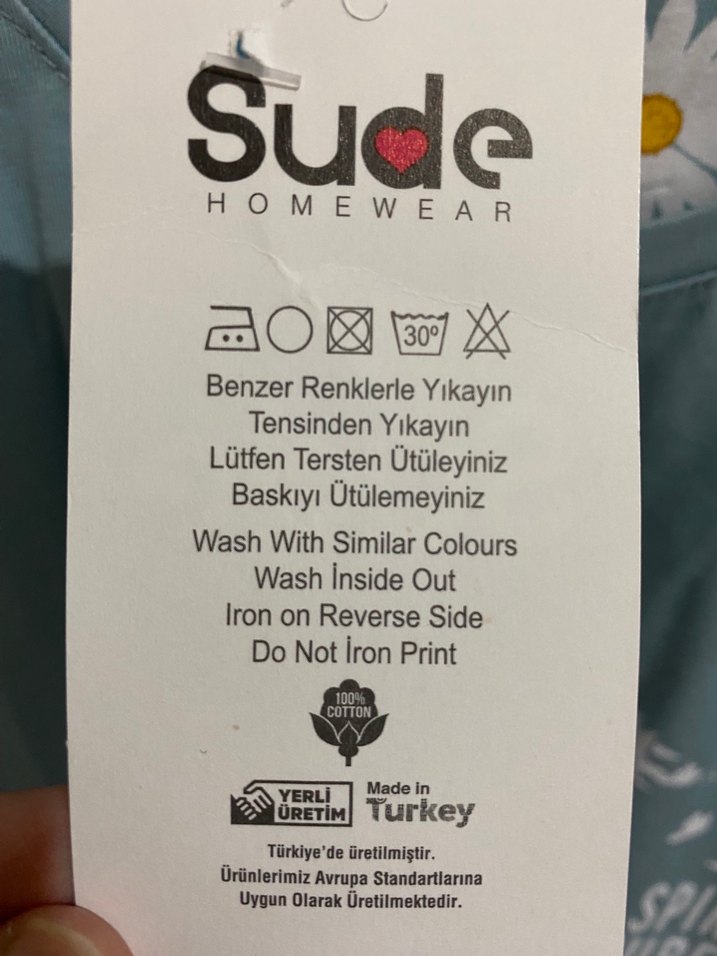 Sude
HOMEWEAR
30°
Benzer Renklerle Yıkayın
Tensinden Yıkayın
Lütfen Tersten Ütüleyiniz
Baskıyı Ütülemeyiniz
Wash With Similar Colours
Wash İnside Out
Iron on Reverse Side
Do Not İron Print
100%
COTTON
YERLİ
ÜRETİM
Made in
Turkey
Türkiye'de üretilmiştir.
Ürünlerimiz Avrupa Standartlarına
Uygun Olarak Üretilmektedir.